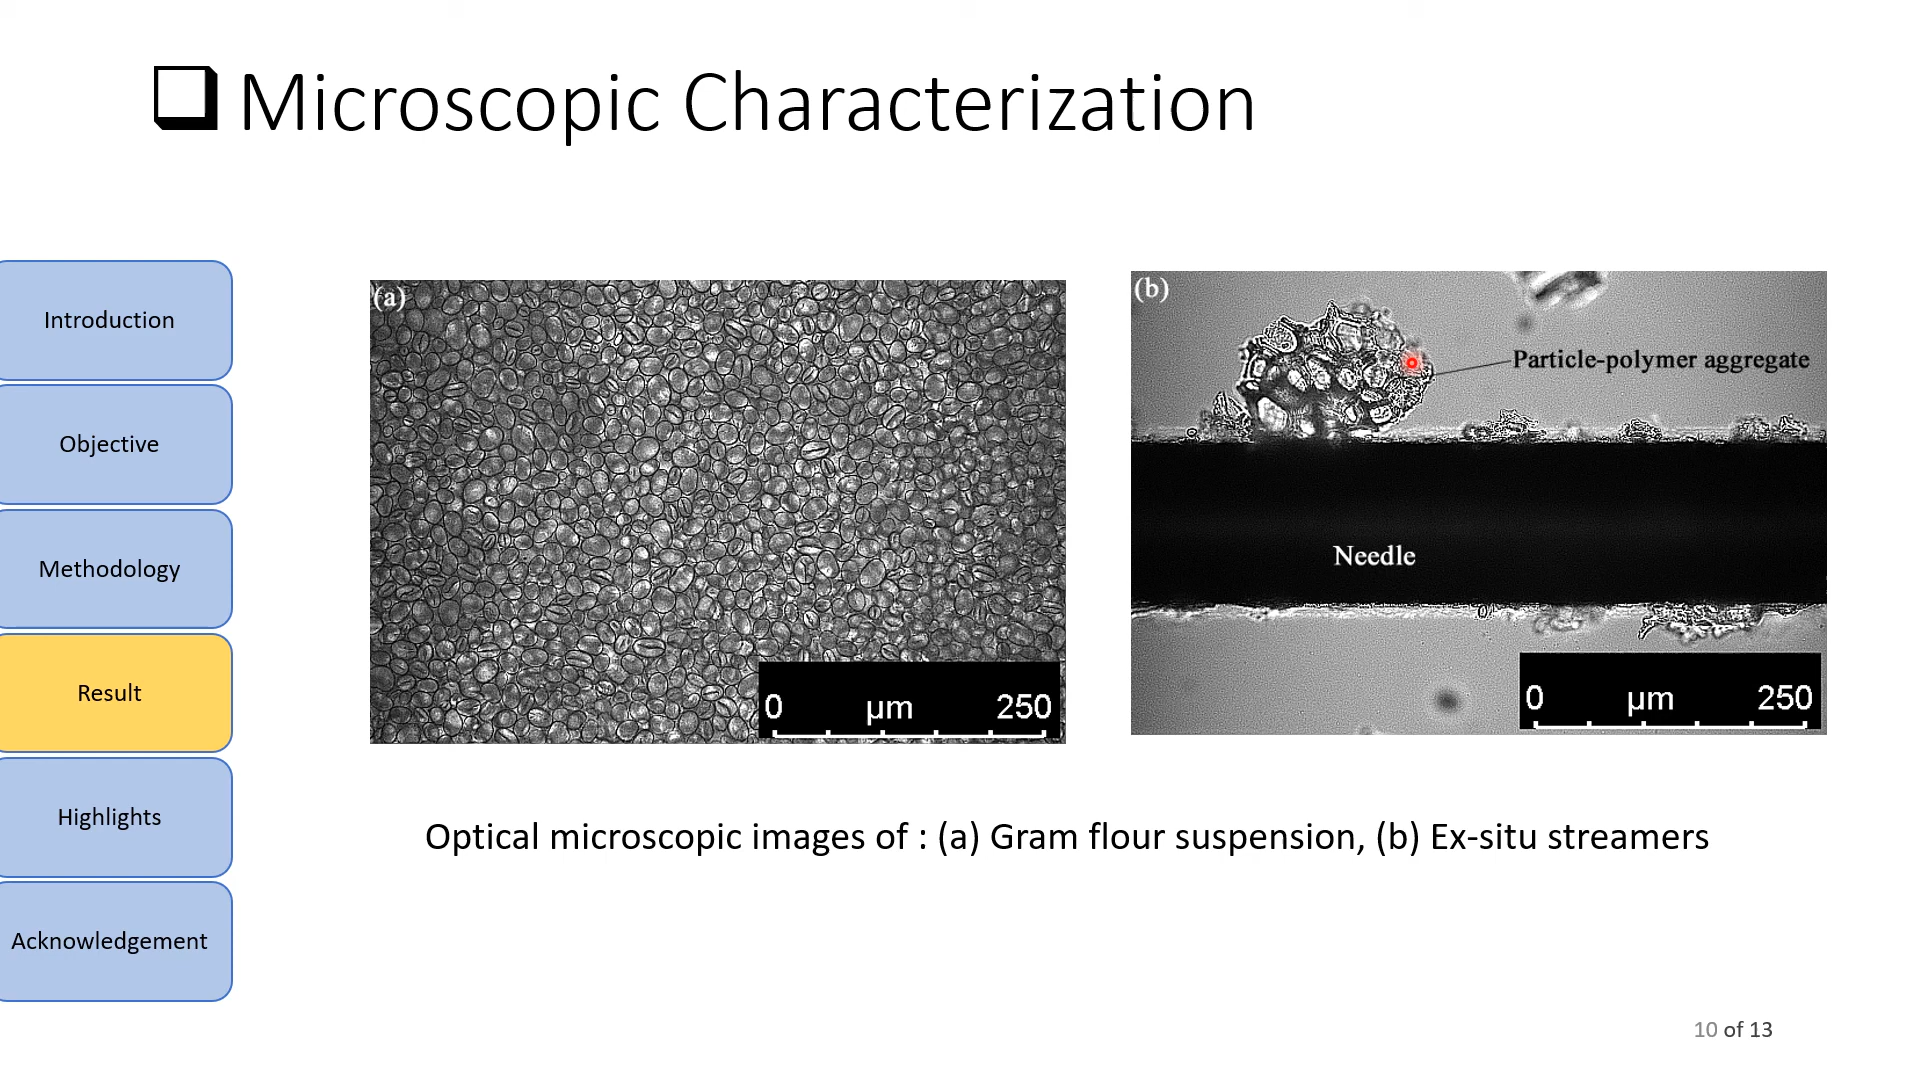 Microscopic Characterization
Introduction
Objective
Methodology
Result
Highlights
Acknowledgement
(a)
0 μm 250
(b)
Particle-polymer aggregate
Needle
0 μm 250
Optical microscopic images of : (a) Gram flour suspension, (b) Ex-situ streamers
10 of 13